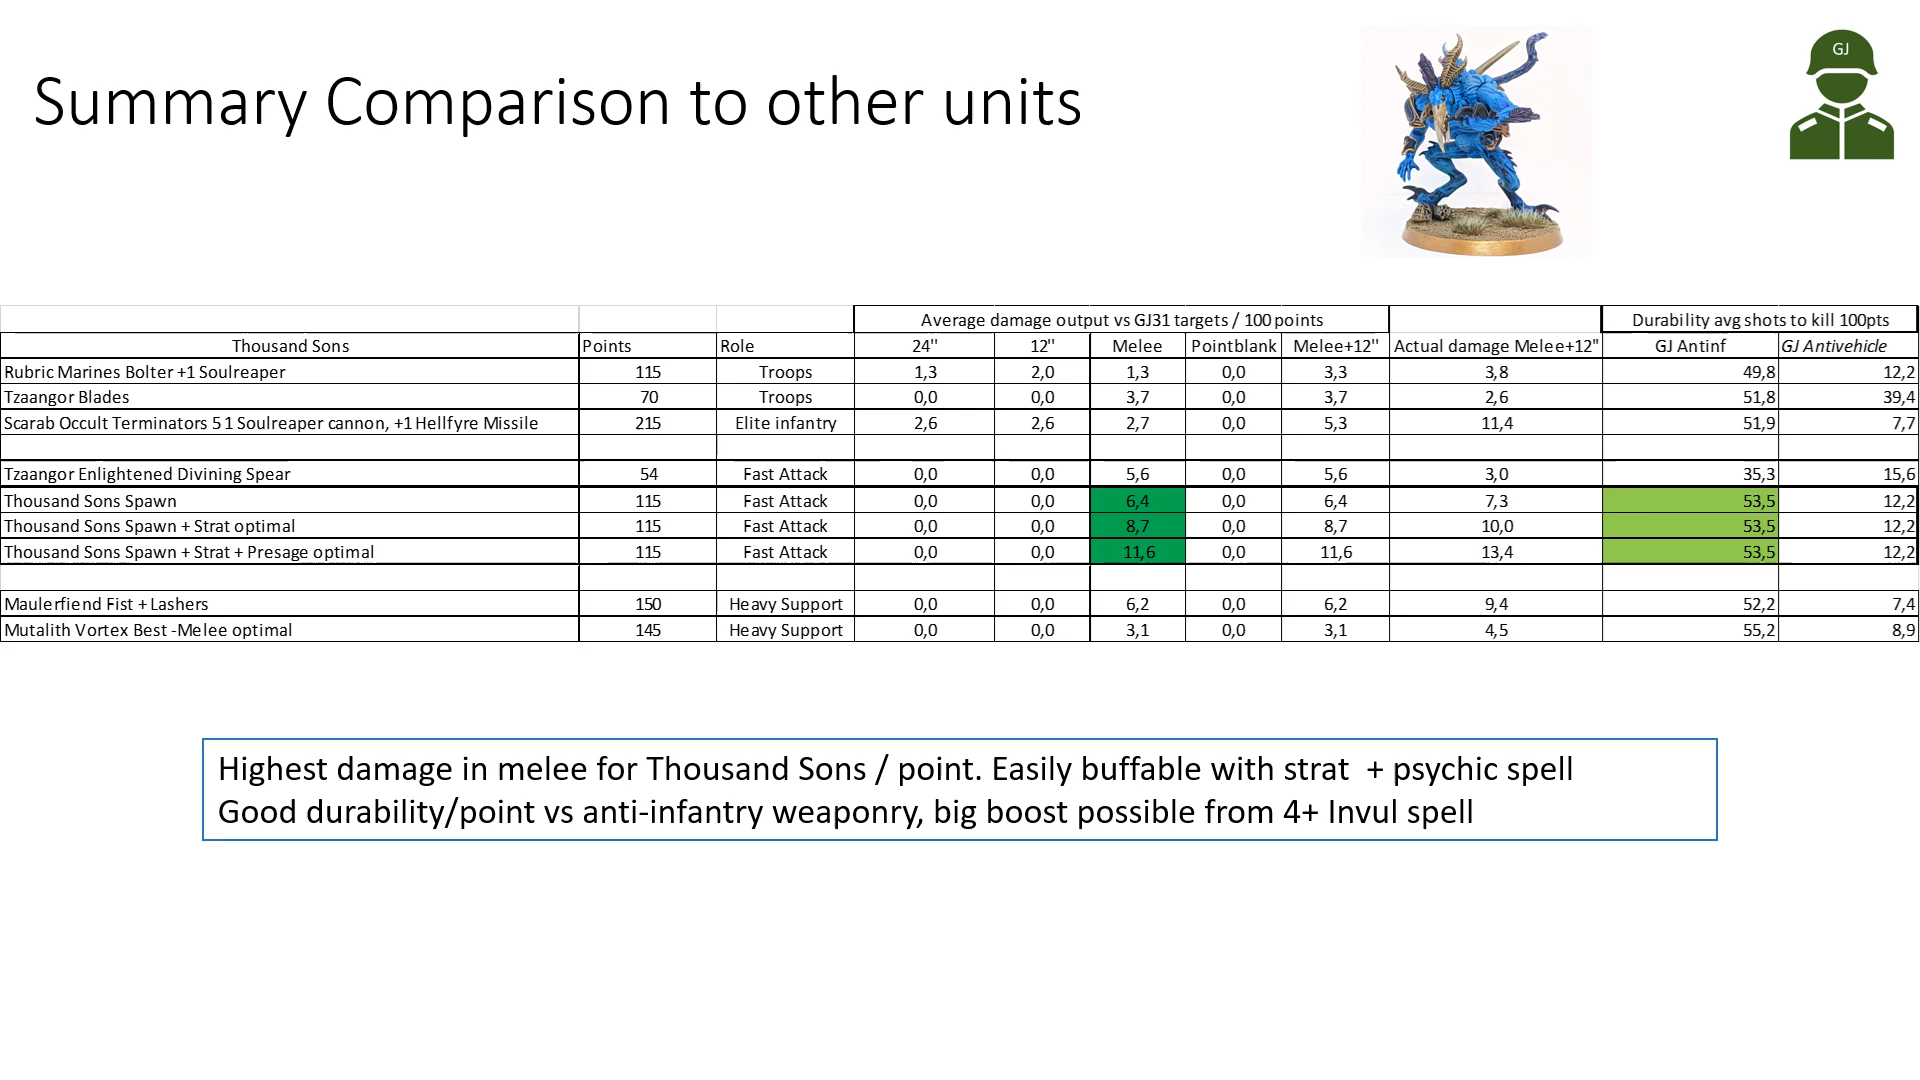 GJ
Summary Comparison to other units
Average damage output vs GJ31 targets / 100 points Durability avg shots to kill 100pts
Thousand Sons Points Role 24" 12" Melee Pointblank Melee+12" Actual damage Melee+12" GJ Antinf GJ Antivehicle
Rubric Marines Bolter +1 Soulreaper 115 Troops 1,3 2,0 1,3 0,0 3,3 3,8 49,8 12,2
Tzaangor Blades 70 Troops 0,0 0,0 3,7 0,0 3,7 2,6 51,8 39,4
Scarab Occult Terminators 5 1 Soulreaper cannon, +1 Hellfyre Missile 215 Elite infantry 2,6 2,6 2,7 0,0 5,3 11,4 51,9 7,7
Tzaangor Enlightened Divining Spear 54 Fast Attack 0,0 0,0 5,6 0,0 5,6 3,0 35,3 15,6
Thousand Sons Spawn 115 Fast Attack 0,0 0,0 6,4 0,0 6,4 7,3 53,5 12,2
Thousand Sons Spawn + Strat optimal 115 Fast Attack 0,0 0,0 8,7 0,0 8,7 10,0 53,5 12,2
Thousand Sons Spawn + Strat + Presage optimal 115 Fast Attack 0,0 0,0 11,6 0,0 11,6 13,4 53,5 12,2
Maulerfiend Fist + Lashers 150 Heavy Support 0,0 0,0 6,2 0,0 6,2 9,4 52,2 7,4
Mutalith Vortex Best -Melee optimal 145 Heavy Support 0,0 0,0 3,1 0,0 3,1 4,5 55,2 8,9
Highest damage in melee for Thousand Sons / point. Easily buffable with strat + psychic spell
Good durability/point vs anti-infantry weaponry, big boost possible from 4+ Invul spell